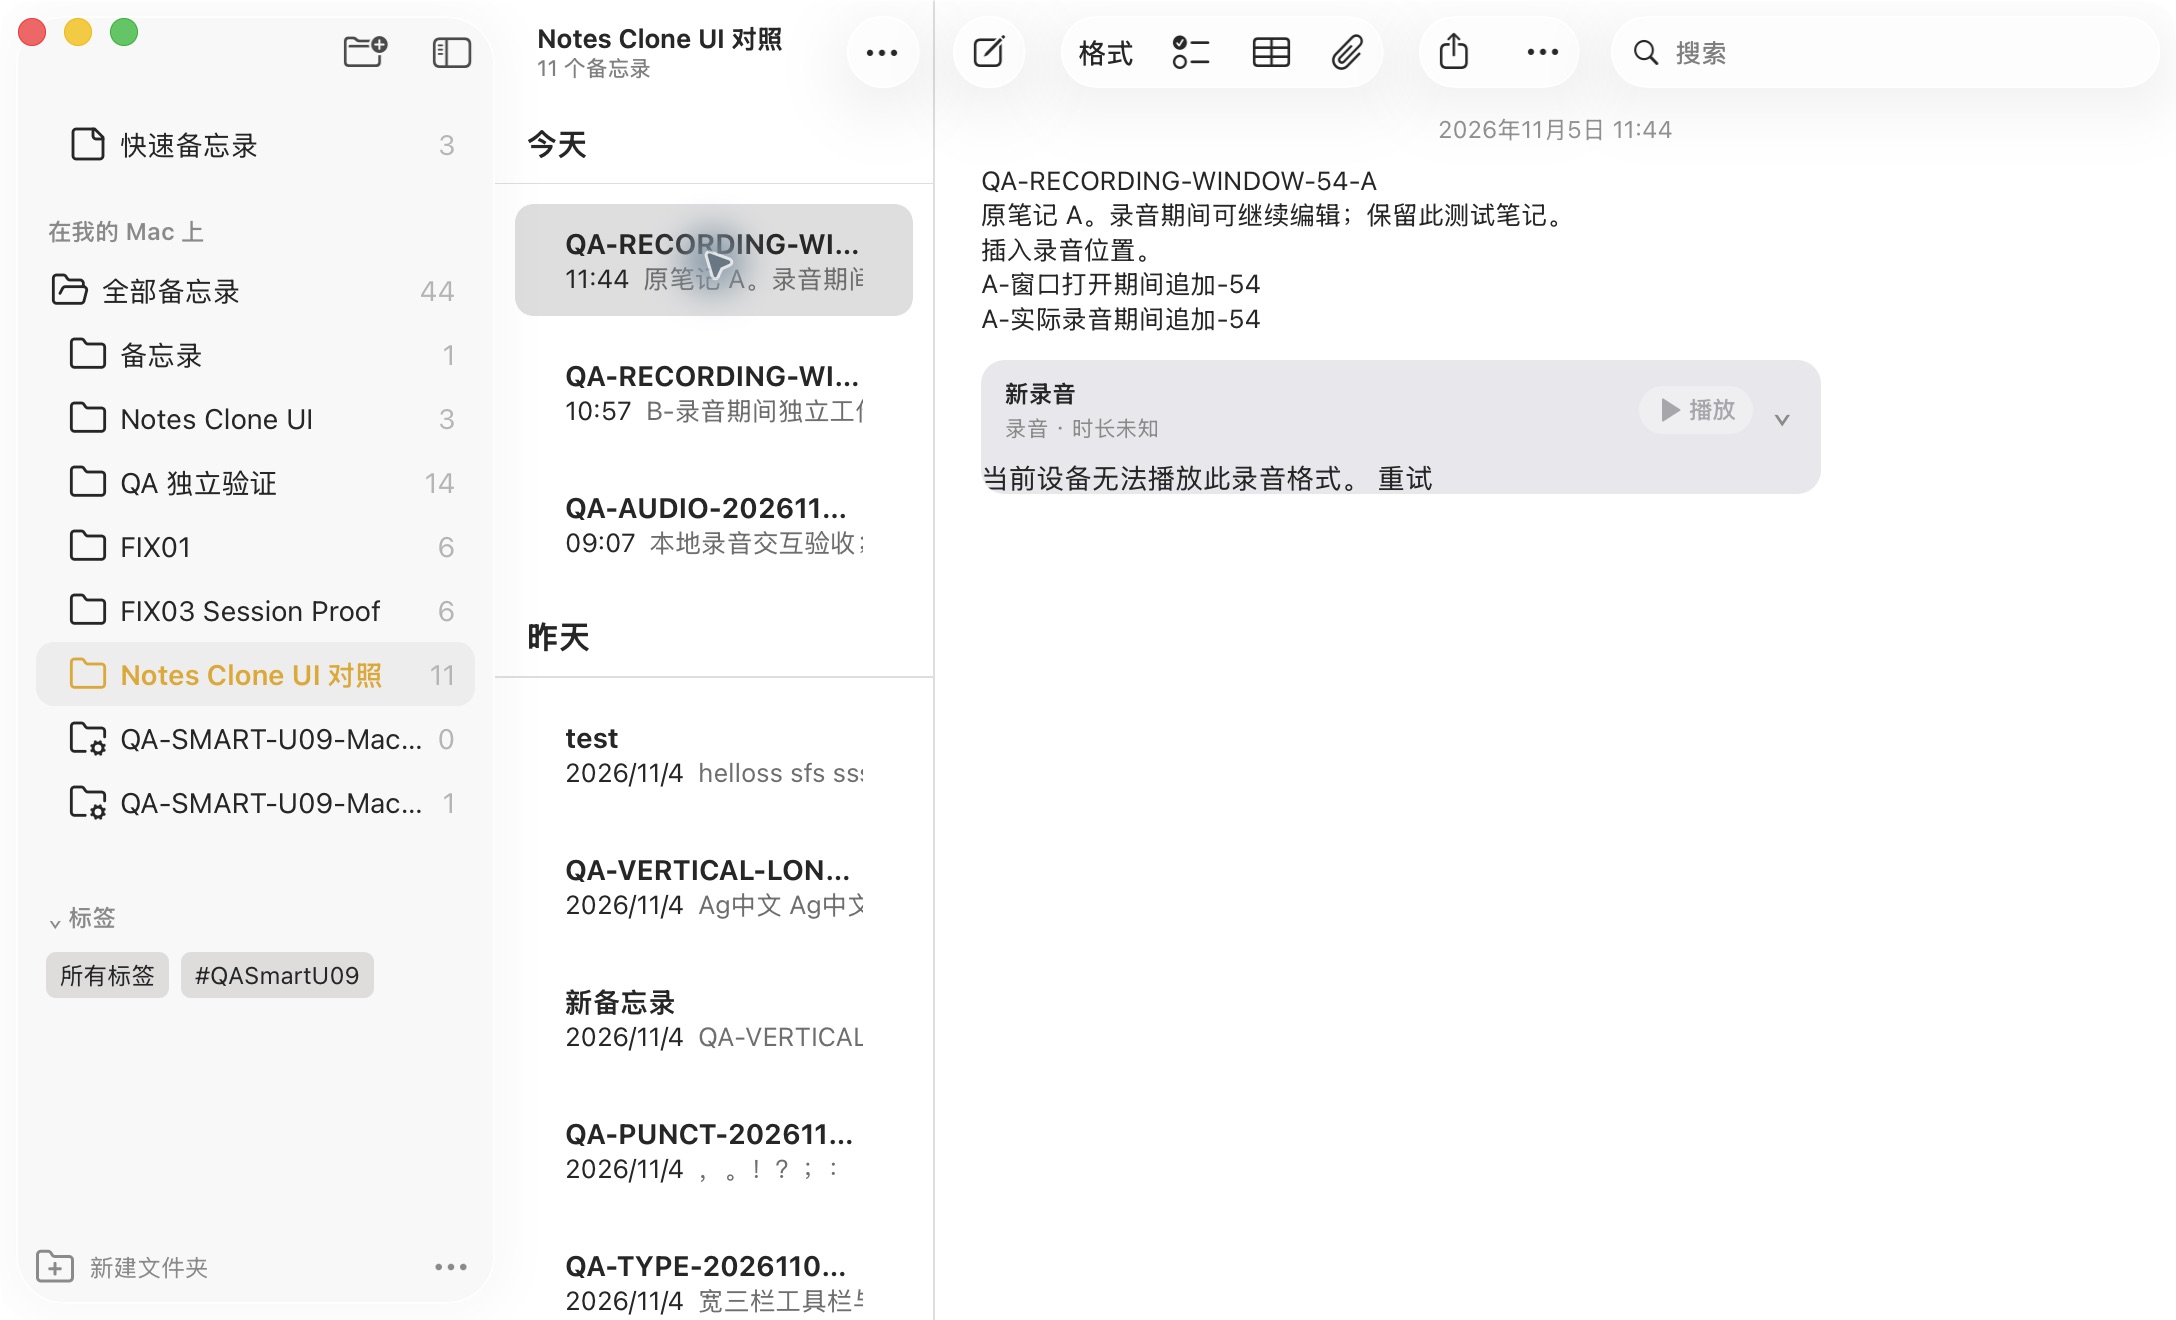 快速备忘录 3
在我的 Mac 上
全部备忘录 44
备忘录 1
Notes Clone UI 3
QA 独立验证 14
FIX01 6
FIX03 Session Proof 6
Notes Clone UI 对照 11
QA-SMART-U09-Mac... 0
QA-SMART-U09-Mac... 1
标签
所有标签 #QASmartU09
新建文件夹
Notes Clone UI 对照
11 个备忘录
今天
QA-RECORDING-WI...
11:44 原笔记 A。录音期间
QA-RECORDING-WI...
10:57 B-录音期间独立工作
QA-AUDIO-202611...
09:07 本地录音交互验收；
昨天
test
2026/11/4 helloss sfs sss
QA-VERTICAL-LON...
2026/11/4 Ag中文 Ag中文
新备忘录
2026/11/4 QA-VERTICAL
QA-PUNCT-202611...
2026/11/4 ，。！？；：
QA-TYPE-2026110...
2026/11/4 宽三栏工具栏与
格式
搜索
2026年11月5日 11:44
QA-RECORDING-WINDOW-54-A
原笔记 A。录音期间可继续编辑；保留此测试笔记。
插入录音位置。
A-窗口打开期间追加-54
A-实际录音期间追加-54
新录音
录音 · 时长未知
播放
当前设备无法播放此录音格式。 重试